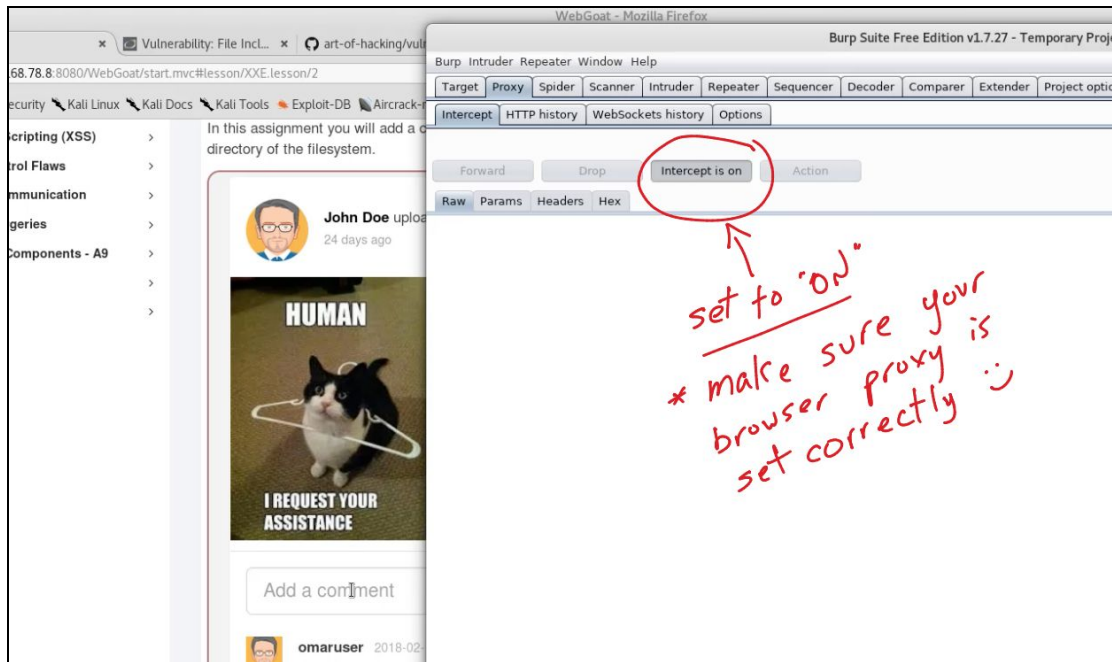 WebGoat - Mozilla Firefox
Vulnerability: File Incl...
art-of-hacking/vuln
68.78.8:8080/WebGoat/start.mvc#lesson/XXE.lesson/2
ecurity Kali Linux Kali Docs Kali Tools Exploit-DB Aircrack-n
Scripting (XSS)
trol Flaws
mmunication
geries
Components - A9
In this assignment you will add a c
directory of the filesystem.
John Doe uploa
24 days ago
HUMAN
I REQUEST YOUR
ASSISTANCE
Add a comment
omaruser 2018-02-
Burp Suite Free Edition v1.7.27 - Temporary Proje
Burp Intruder Repeater Window Help
Target Proxy Spider Scanner Intruder Repeater Sequencer Decoder Comparer Extender Project optio
Intercept HTTP history WebSockets history Options
Forward Drop Intercept is on Action
Raw Params Headers Hex
set to "ON"
* make sure your
browser proxy is
set correctly :)